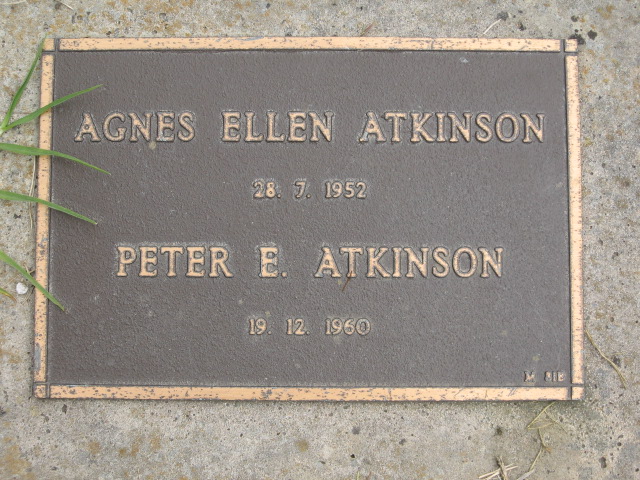 AGNES ELLEN ATKINSON
28. 7. 1952
PETER E. ATKINSON
19. 12. 1960